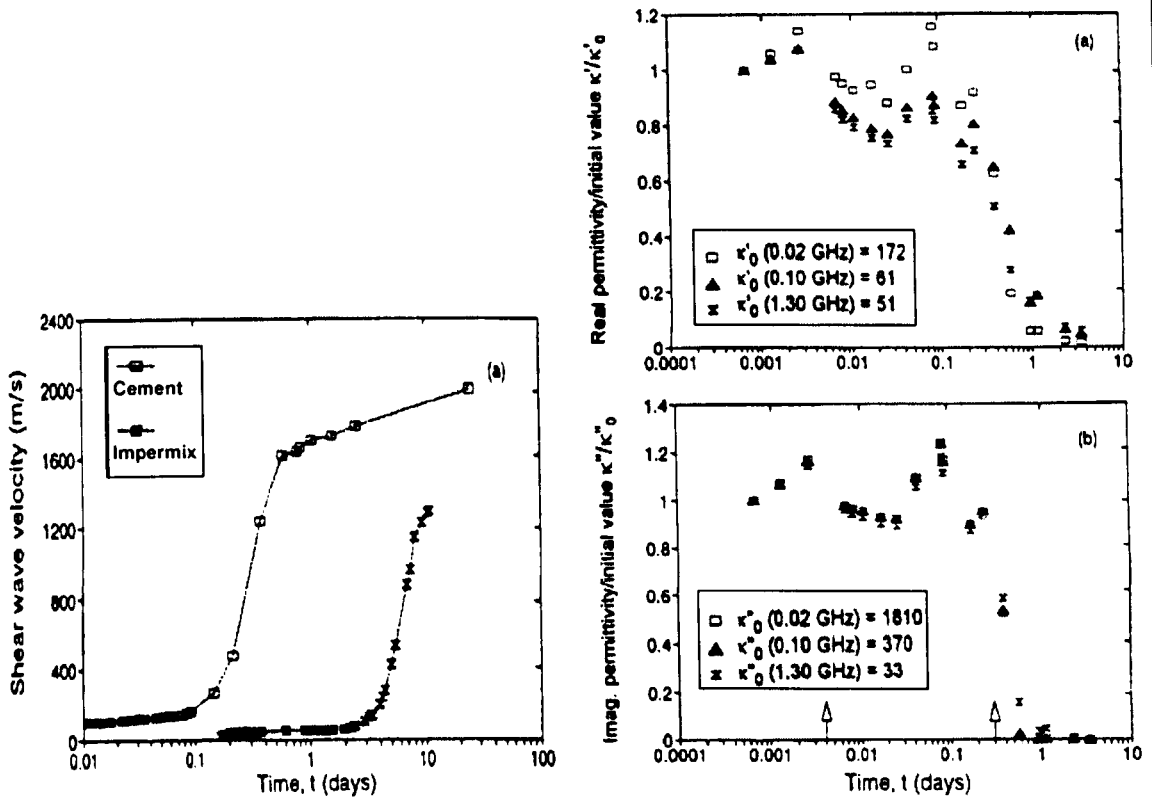 2400
2000
1600
1200
800
400
0
Shear wave velocity (m/s)
Cement
Impermix
(a)
0.01
0.1
1
10
100
Time, t (days)
1.2
1
0.8
0.6
0.4
0.2
0
Real permittivity/initial value κ'/κ'₀
(a)
κ'₀ (0.02 GHz) = 172
κ'₀ (0.10 GHz) = 61
κ'₀ (1.30 GHz) = 51
0.0001
0.001
0.01
0.1
1
10
1.4
1.2
1
0.8
0.6
0.4
0.2
0
Imag. permittivity/initial value κ"/κ"₀
(b)
κ"₀ (0.02 GHz) = 1810
κ"₀ (0.10 GHz) = 370
κ"₀ (1.30 GHz) = 33
0.0001
0.001
0.01
0.1
1
10
Time, t (days)